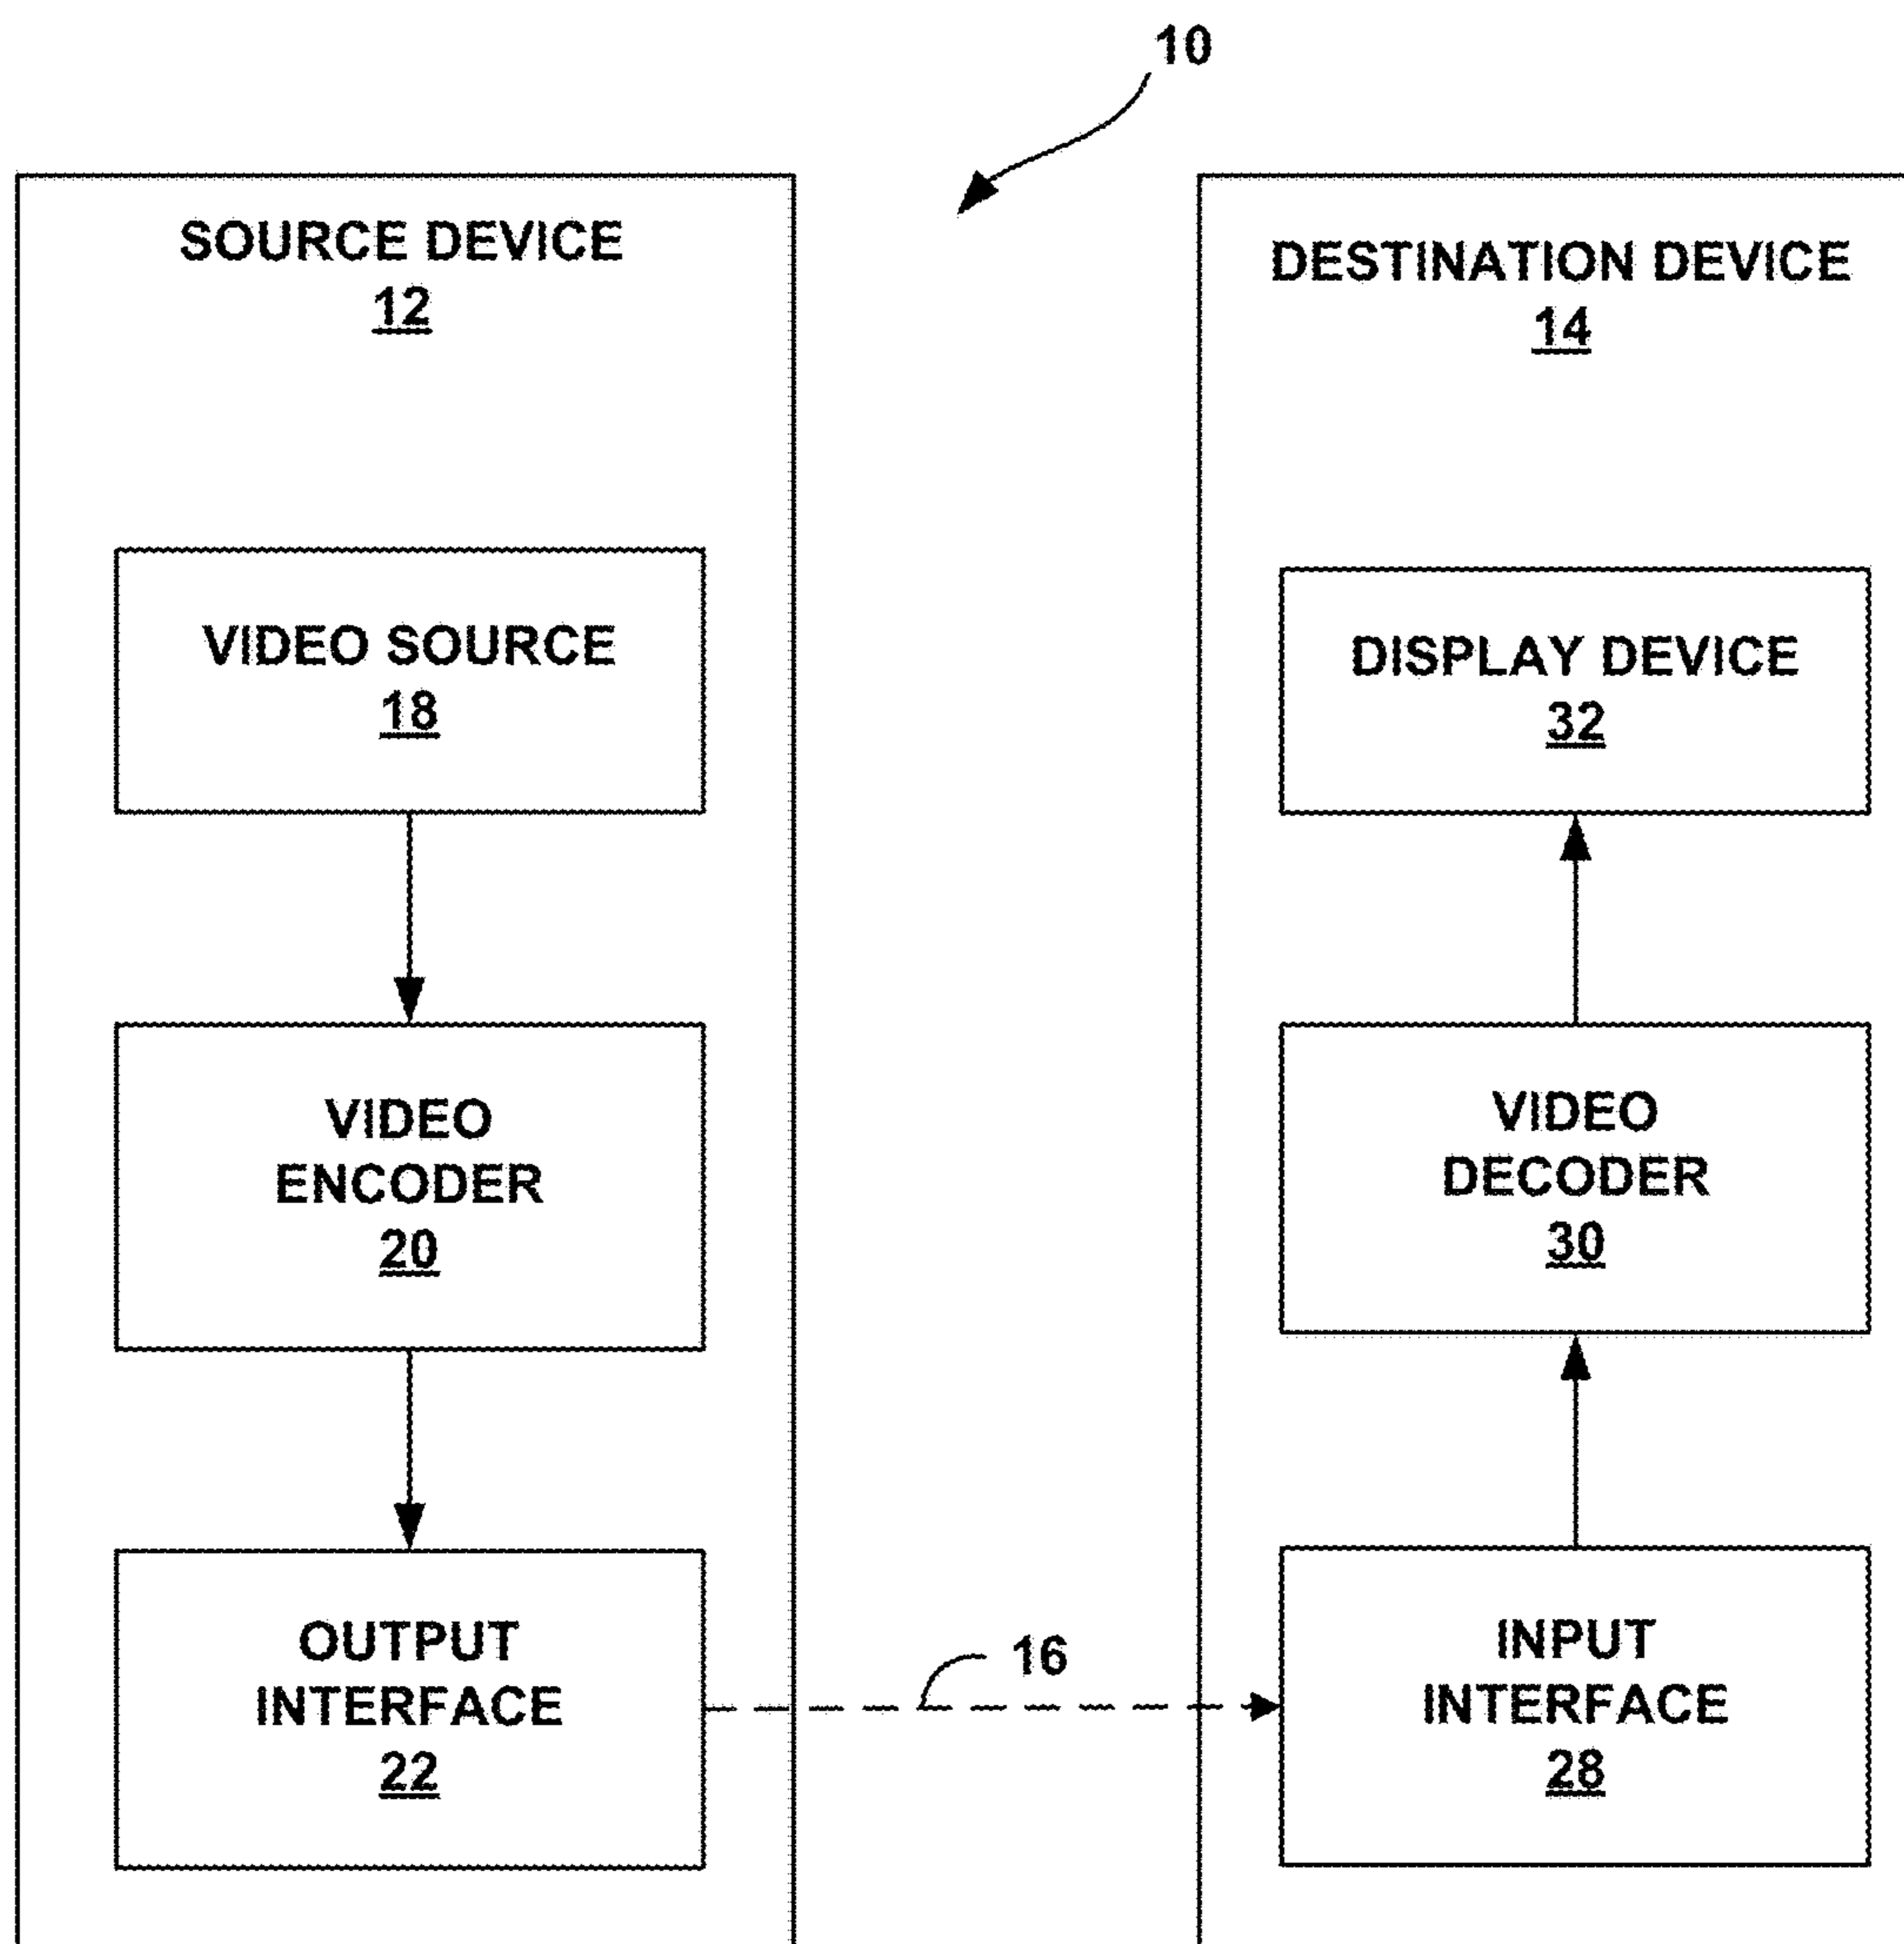 10
SOURCE DEVICE
12
VIDEO SOURCE
18
VIDEO
ENCODER
20
OUTPUT
INTERFACE
22
16
DESTINATION DEVICE
14
DISPLAY DEVICE
32
VIDEO
DECODER
30
INPUT
INTERFACE
28